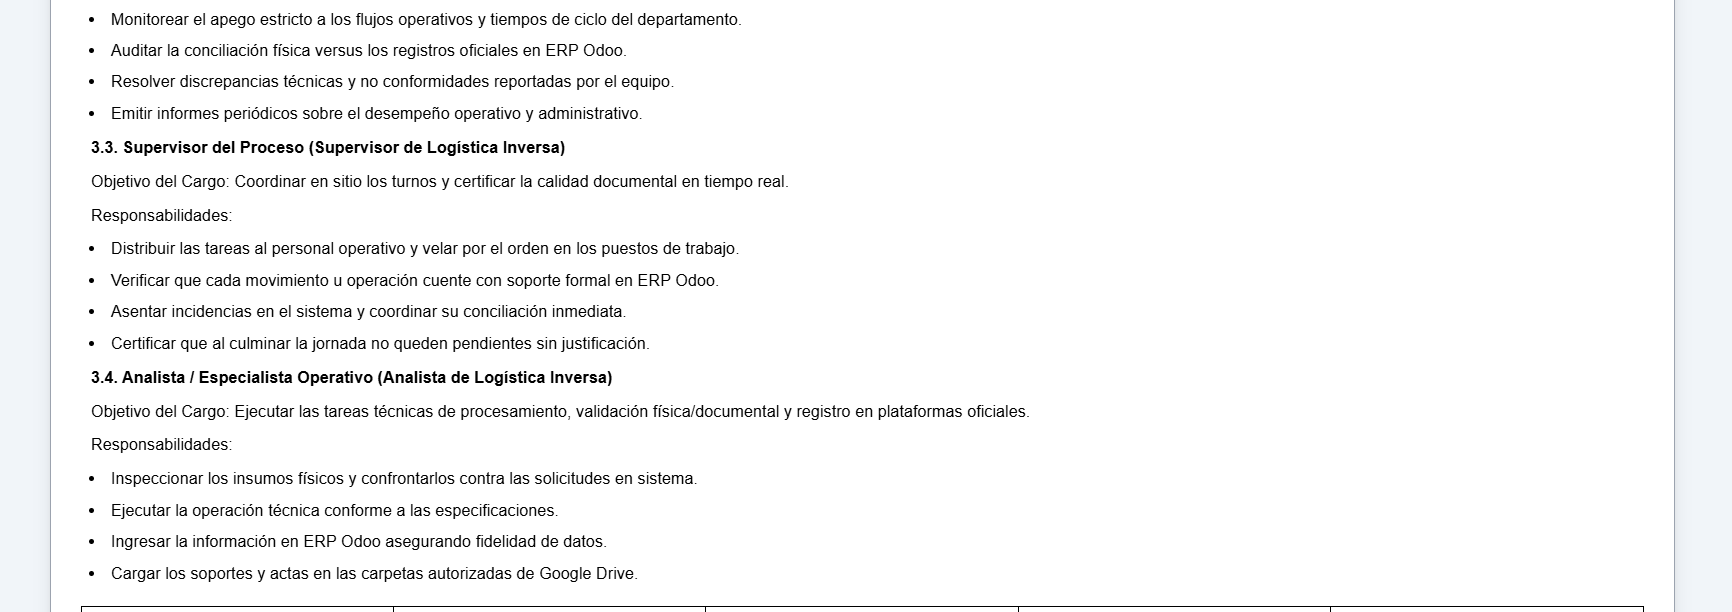 • Monitorear el apego estricto a los flujos operativos y tiempos de ciclo del departamento.
• Auditar la conciliación física versus los registros oficiales en ERP Odoo.
• Resolver discrepancias técnicas y no conformidades reportadas por el equipo.
• Emitir informes periódicos sobre el desempeño operativo y administrativo.
3.3. Supervisor del Proceso (Supervisor de Logística Inversa)
Objetivo del Cargo: Coordinar en sitio los turnos y certificar la calidad documental en tiempo real.
Responsabilidades:
• Distribuir las tareas al personal operativo y velar por el orden en los puestos de trabajo.
• Verificar que cada movimiento u operación cuente con soporte formal en ERP Odoo.
• Asentar incidencias en el sistema y coordinar su conciliación inmediata.
• Certificar que al culminar la jornada no queden pendientes sin justificación.
3.4. Analista / Especialista Operativo (Analista de Logística Inversa)
Objetivo del Cargo: Ejecutar las tareas técnicas de procesamiento, validación física/documental y registro en plataformas oficiales.
Responsabilidades:
• Inspeccionar los insumos físicos y confrontarlos contra las solicitudes en sistema.
• Ejecutar la operación técnica conforme a las especificaciones.
• Ingresar la información en ERP Odoo asegurando fidelidad de datos.
• Cargar los soportes y actas en las carpetas autorizadas de Google Drive.